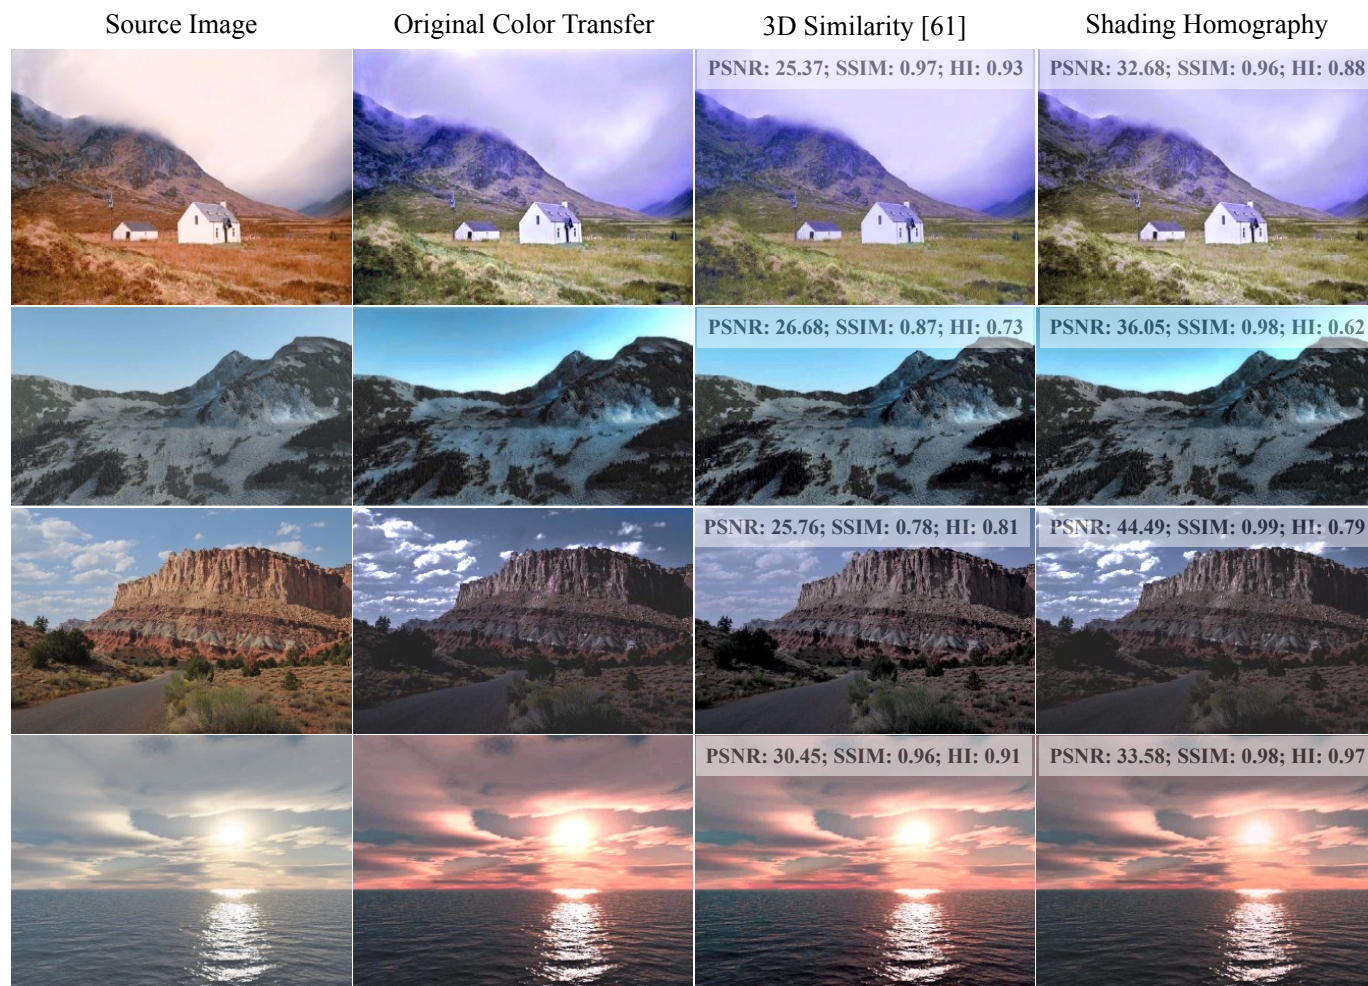 Source Image
Original Color Transfer
3D Similarity [61]
Shading Homography
PSNR: 25.37; SSIM: 0.97; HI: 0.93
PSNR: 32.68; SSIM: 0.96; HI: 0.88
PSNR: 26.68; SSIM: 0.87; HI: 0.73
PSNR: 36.05; SSIM: 0.98; HI: 0.62
PSNR: 25.76; SSIM: 0.78; HI: 0.81
PSNR: 44.49; SSIM: 0.99; HI: 0.79
PSNR: 30.45; SSIM: 0.96; HI: 0.91
PSNR: 33.58; SSIM: 0.98; HI: 0.97